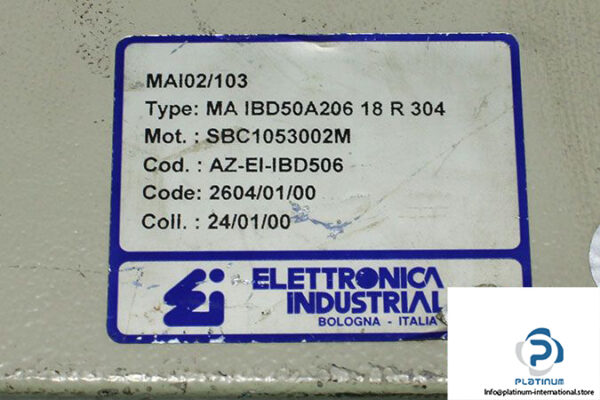 MAI02/103
Type: MA IBD50A206 18 R 304
Mot. : SBC1053002M
Cod. : AZ-EI-IBD506
Code: 2604/01/00
Coll. : 24/01/00
Ei ELETTRONICA
INDUSTRIAL
BOLOGNA - ITALIA
PLATINUM
Info@platinum-international.store